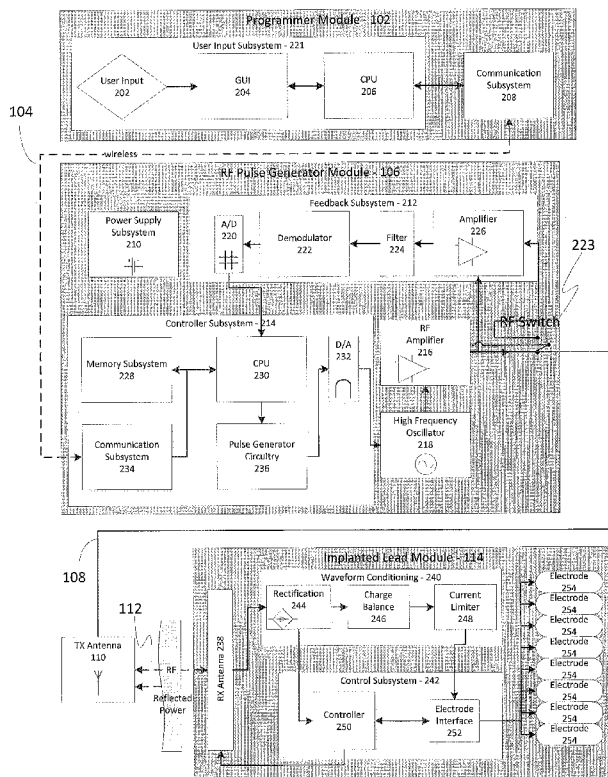 Programmer Module - 102
User Input Subsystem - 221
User Input
202
GUI
204
CPU
206
Communication
Subsystem
208
104
wireless
RF Pulse Generator Module - 106
Feedback Subsystem - 212
Power Supply
Subsystem
210
A/D
220
Demodulator
222
Filter
224
Amplifier
226
223
RF Switch
Controller Subsystem - 214
Memory Subsystem
228
CPU
230
D/A
232
RF
Amplifier
216
Communication
Subsystem
234
Pulse Generator
Circuitry
236
High Frequency
Oscillator
218
108
Implanted Lead Module - 114
Waveform Conditioning - 240
Rectification
244
Charge
Balance
246
Current
Limiter
248
112
TX Antenna
110
RF
Reflected
Power
RX Antenna 238
Control Subsystem - 242
Controller
250
Electrode
Interface
252
Electrode
254
Electrode
254
Electrode
254
Electrode
254
Electrode
254
Electrode
254
Electrode
254
Electrode
254